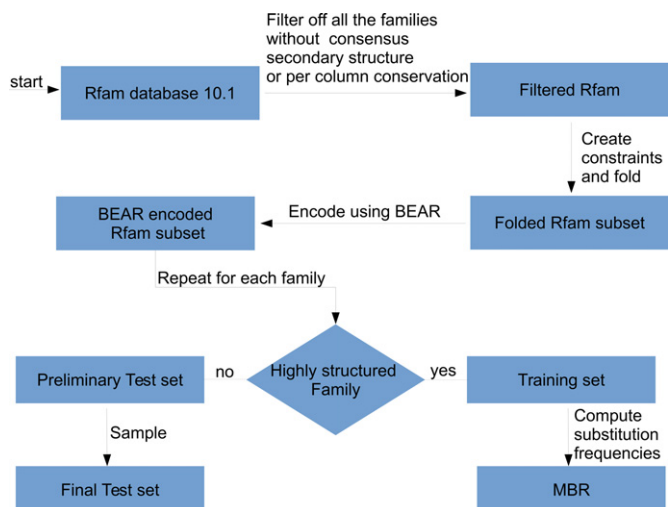 Filter off all the families
without consensus
secondary structure
or per column conservation
start
Rfam database 10.1
Filtered Rfam
Create
constraints
and fold
BEAR encoded
Rfam subset
Encode using BEAR
Folded Rfam subset
Repeat for each family
Preliminary Test set
no
Highly structured
Family
yes
Training set
Sample
Compute
substitution
frequencies
Final Test set
MBR